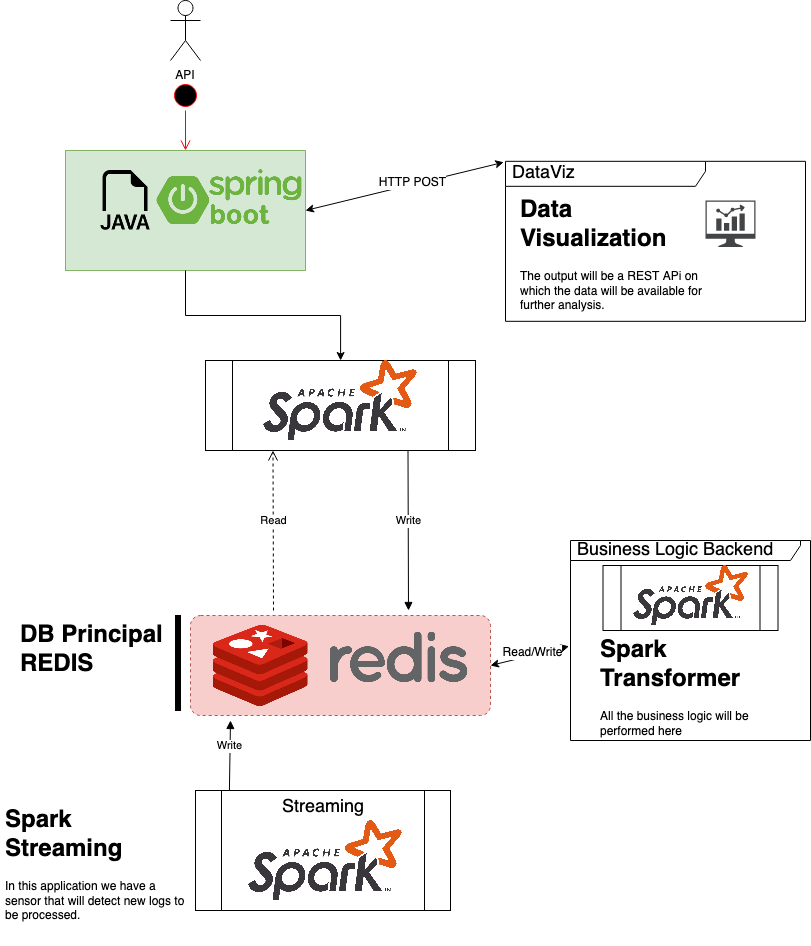 API
JAVA
spring
boot
HTTP POST
DataViz
Data
Visualization
The output will be a REST APi on
which the data will be available for
further analysis.
APACHE
Spark
Read
Write
Business Logic Backend
APACHE
Spark
Spark
Transformer
All the business logic will be
performed here
DB Principal
REDIS
redis
Read/Write
Write
Spark
Streaming
In this application we have a
sensor that will detect new logs to
be processed.
Streaming
APACHE
Spark